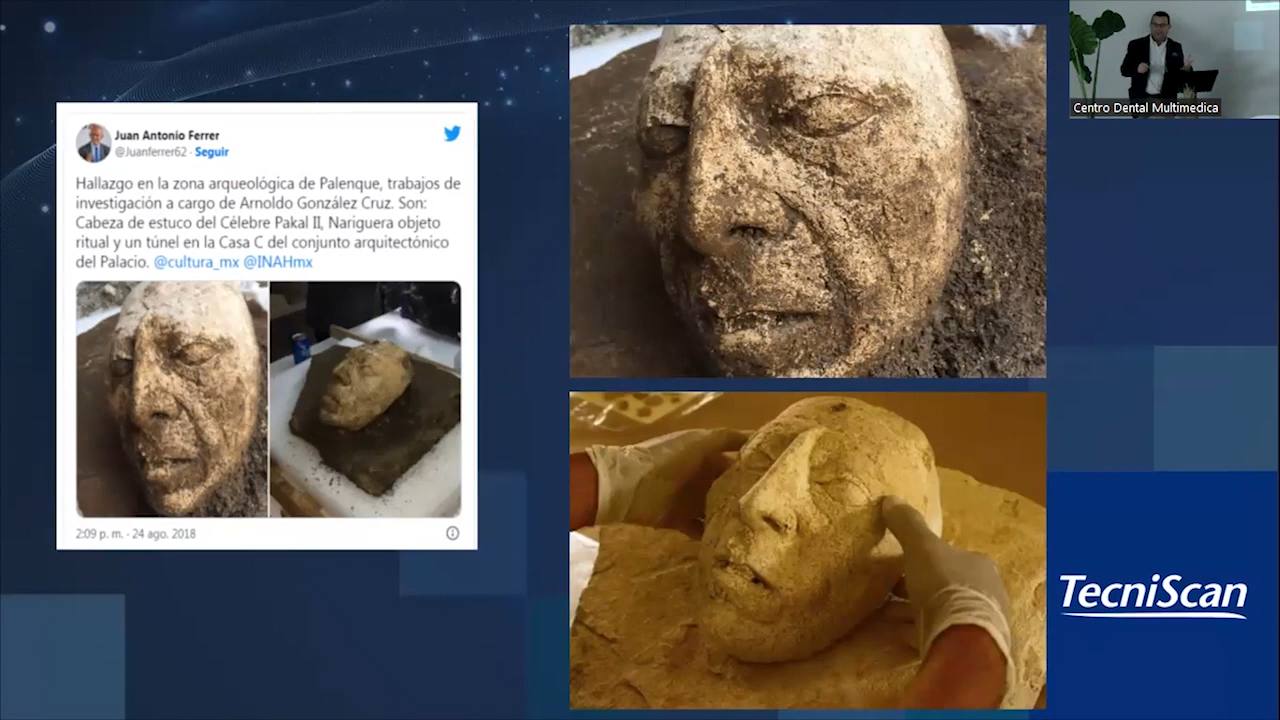 Juan Antonio Ferrer
@Juanferrer62 · Seguir
Hallazgo en la zona arqueológica de Palenque, trabajos de
investigación a cargo de Arnoldo González Cruz. Son:
Cabeza de estuco del Célebre Pakal II, Nariguera objeto
ritual y un túnel en la Casa C del conjunto arquitectónico
del Palacio. @cultura_mx @INAHmx
2:09 p. m. · 24 ago. 2018
Centro Dental Multimedica
TecniScan